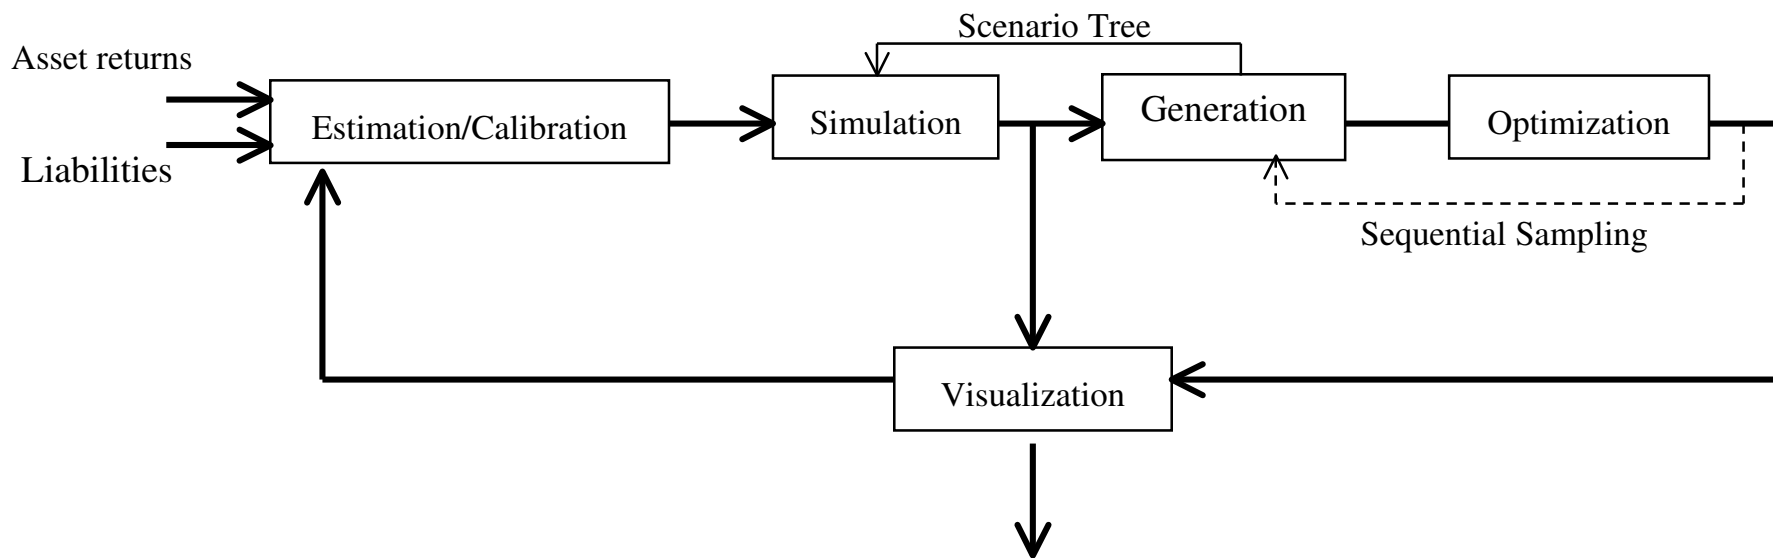 Scenario Tree
Asset returns
Estimation/Calibration
Simulation
Generation
Optimization
Liabilities
Sequential Sampling
Visualization